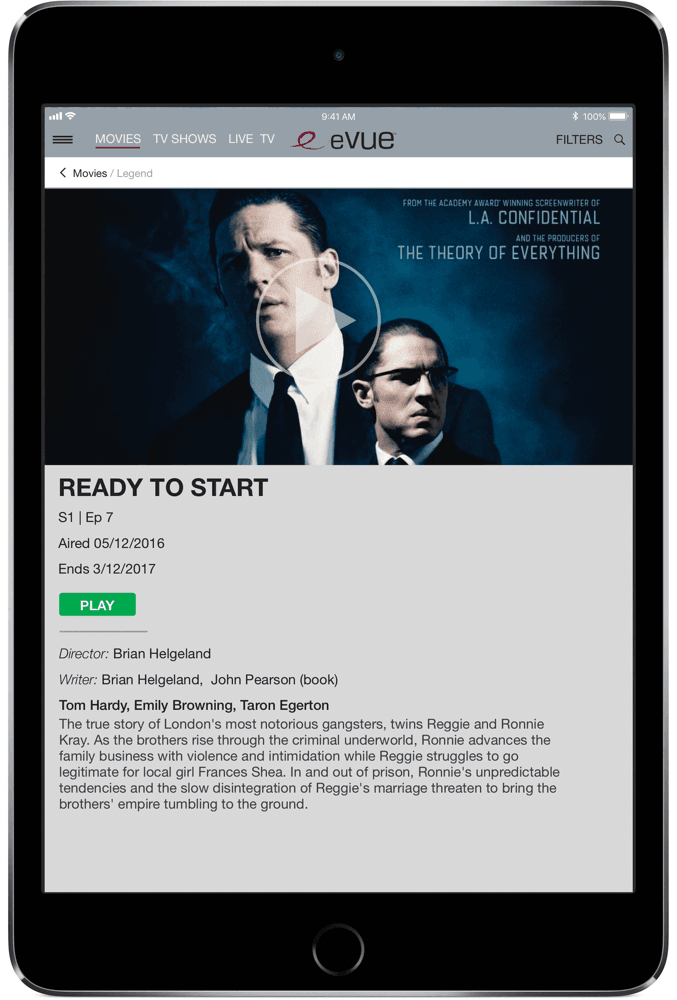 9:41 AM 100%
MOVIES TV SHOWS LIVE TV eVUE FILTERS
Movies / Legend
FROM THE ACADEMY AWARD® WINNING SCREENWRITER OF
L.A. CONFIDENTIAL
AND THE PRODUCERS OF
THE THEORY OF EVERYTHING
READY TO START
S1 | Ep 7
Aired 05/12/2016
Ends 3/12/2017
PLAY
Director: Brian Helgeland
Writer: Brian Helgeland, John Pearson (book)
Tom Hardy, Emily Browning, Taron Egerton
The true story of London's most notorious gangsters, twins Reggie and Ronnie
Kray. As the brothers rise through the criminal underworld, Ronnie advances the
family business with violence and intimidation while Reggie struggles to go
legitimate for local girl Frances Shea. In and out of prison, Ronnie's unpredictable
tendencies and the slow disintegration of Reggie's marriage threaten to bring the
brothers' empire tumbling to the ground.